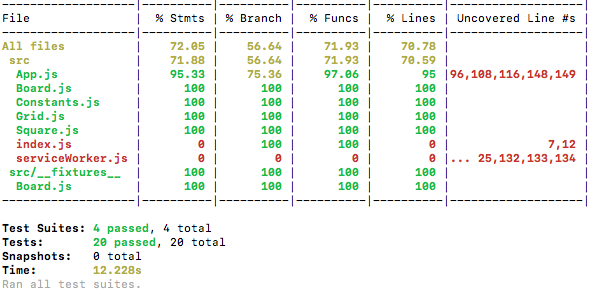 File | % Stmts | % Branch | % Funcs | % Lines | Uncovered Line #s |
All files | 72.05 | 56.64 | 71.93 | 70.78 | |
src | 71.88 | 56.64 | 71.93 | 70.59 | |
App.js | 95.33 | 75.36 | 97.06 | 95 |96,108,116,148,149 |
Board.js | 100 | 100 | 100 | 100 | |
Constants.js | 100 | 100 | 100 | 100 | |
Grid.js | 100 | 100 | 100 | 100 | |
Square.js | 100 | 100 | 100 | 100 | |
index.js | 0 | 100 | 100 | 0 | 7,12 |
serviceWorker.js | 0 | 0 | 0 | 0 |... 25,132,133,134 |
src/__fixtures__ | 100 | 100 | 100 | 100 | |
Board.js | 100 | 100 | 100 | 100 | |
Test Suites: 4 passed, 4 total
Tests: 20 passed, 20 total
Snapshots: 0 total
Time: 12.228s
Ran all test suites.